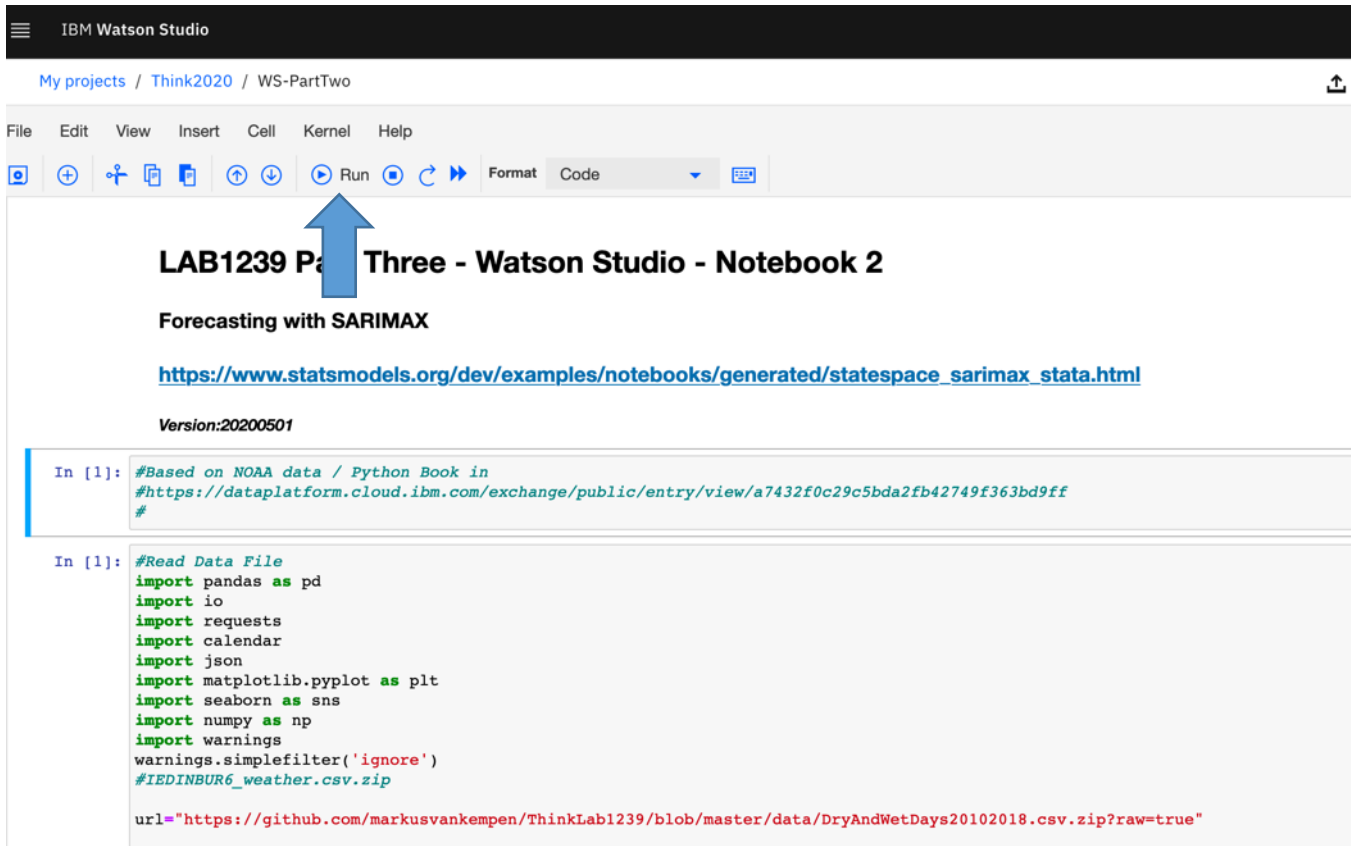 IBM Watson Studio
My projects / Think2020 / WS-PartTwo
File Edit View Insert Cell Kernel Help
Run Format Code
LAB1239 Three - Watson Studio - Notebook 2
Forecasting with SARIMAX
https://www.statsmodels.org/dev/examples/notebooks/generated/statespace_sarimax_stata.html
Version:20200501
In [1]: #Based on NOAA data / Python Book in
#https://dataplatform.cloud.ibm.com/exchange/public/entry/view/a7432f0c29c5bda2fb42749f363bd9ff
#
In [1]: #Read Data File
import pandas as pd
import io
import requests
import calendar
import json
import matplotlib.pyplot as plt
import seaborn as sns
import numpy as np
import warnings
warnings.simplefilter('ignore')
#IEDINBUR6_weather.csv.zip
url="https://github.com/markusvankempen/ThinkLab1239/blob/master/data/DryAndWetDays20102018.csv.zip?raw=true"